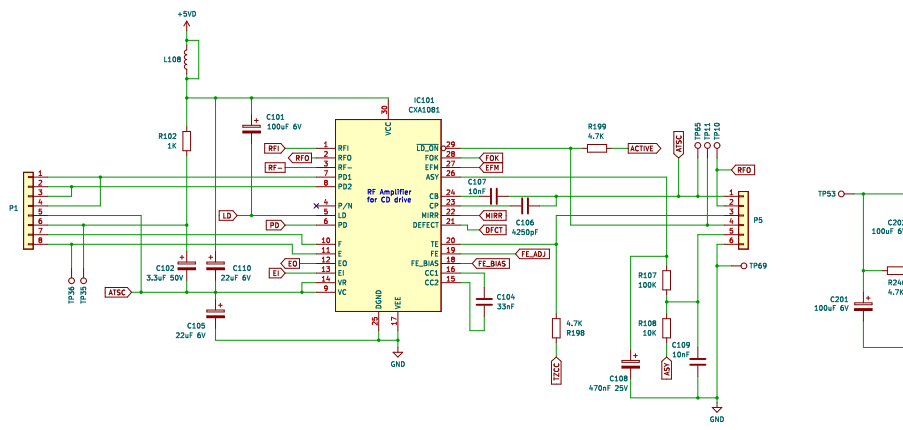 +5VD
L108
C101
100uF 6V
R102
1K
IC101
CXA1081
30
VCC
RFI
RFO
RF-
1 RFI
2 RFO
3 RF-
7 PD1
8 PD2
4 P/N
5 LD
6 PD
10 F
11 E
12 EO
13 EI
14 VR
9 VC
RF Amplifier
for CD drive
LD_ON 29
FOK 28
EFM 27
ASY 26
CB 24
CP 23
MIRR 22
DEFECT 21
TE 20
FE 19
FE_BIAS 18
CC1 16
CC2 15
DGND
VEE
25
17
GND
P1
1
2
3
4
5
6
7
8
LD
PD
EO
EI
TP36
TP35
ATSC
C102
3.3uF 50V
C110
22uF 6V
C105
22uF 6V
FOK
EFM
C107
10nF
C106
4250pF
MIRR
DFCT
FE_ADJ
FE_BIAS
C104
33nF
R199
4.7K
ACTIVE
ATSC
TP65
TP11
TP10
RFO
P5
1
2
3
4
5
6
TP69
4.7K
R198
TZCC
R107
100K
R108
10K
ASY
C109
10nF
C108
470nF 25V
GND
TP53
100uF 6V
C201
100uF 6V
4.7K